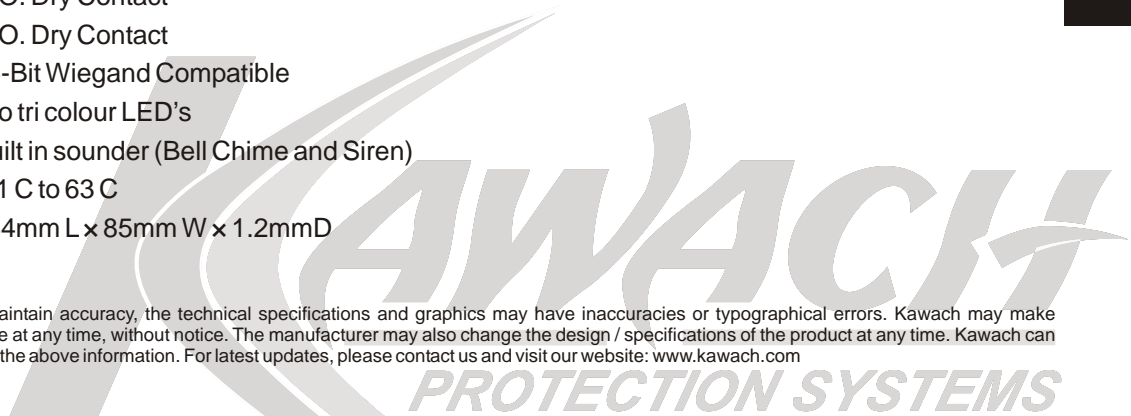 O. Dry Contact
O. Dry Contact
-Bit Wiegand Compatible
o tri colour LED's
uilt in sounder (Bell Chime and Siren)
1 C to 63 C
4mm L × 85mm W × 1.2mmD
KAWACH
aintain accuracy, the technical specifications and graphics may have inaccuracies or typographical errors. Kawach may make
e at any time, without notice. The manufacturer may also change the design / specifications of the product at any time. Kawach can
the above information. For latest updates, please contact us and visit our website: www.kawach.com
PROTECTION SYSTEMS